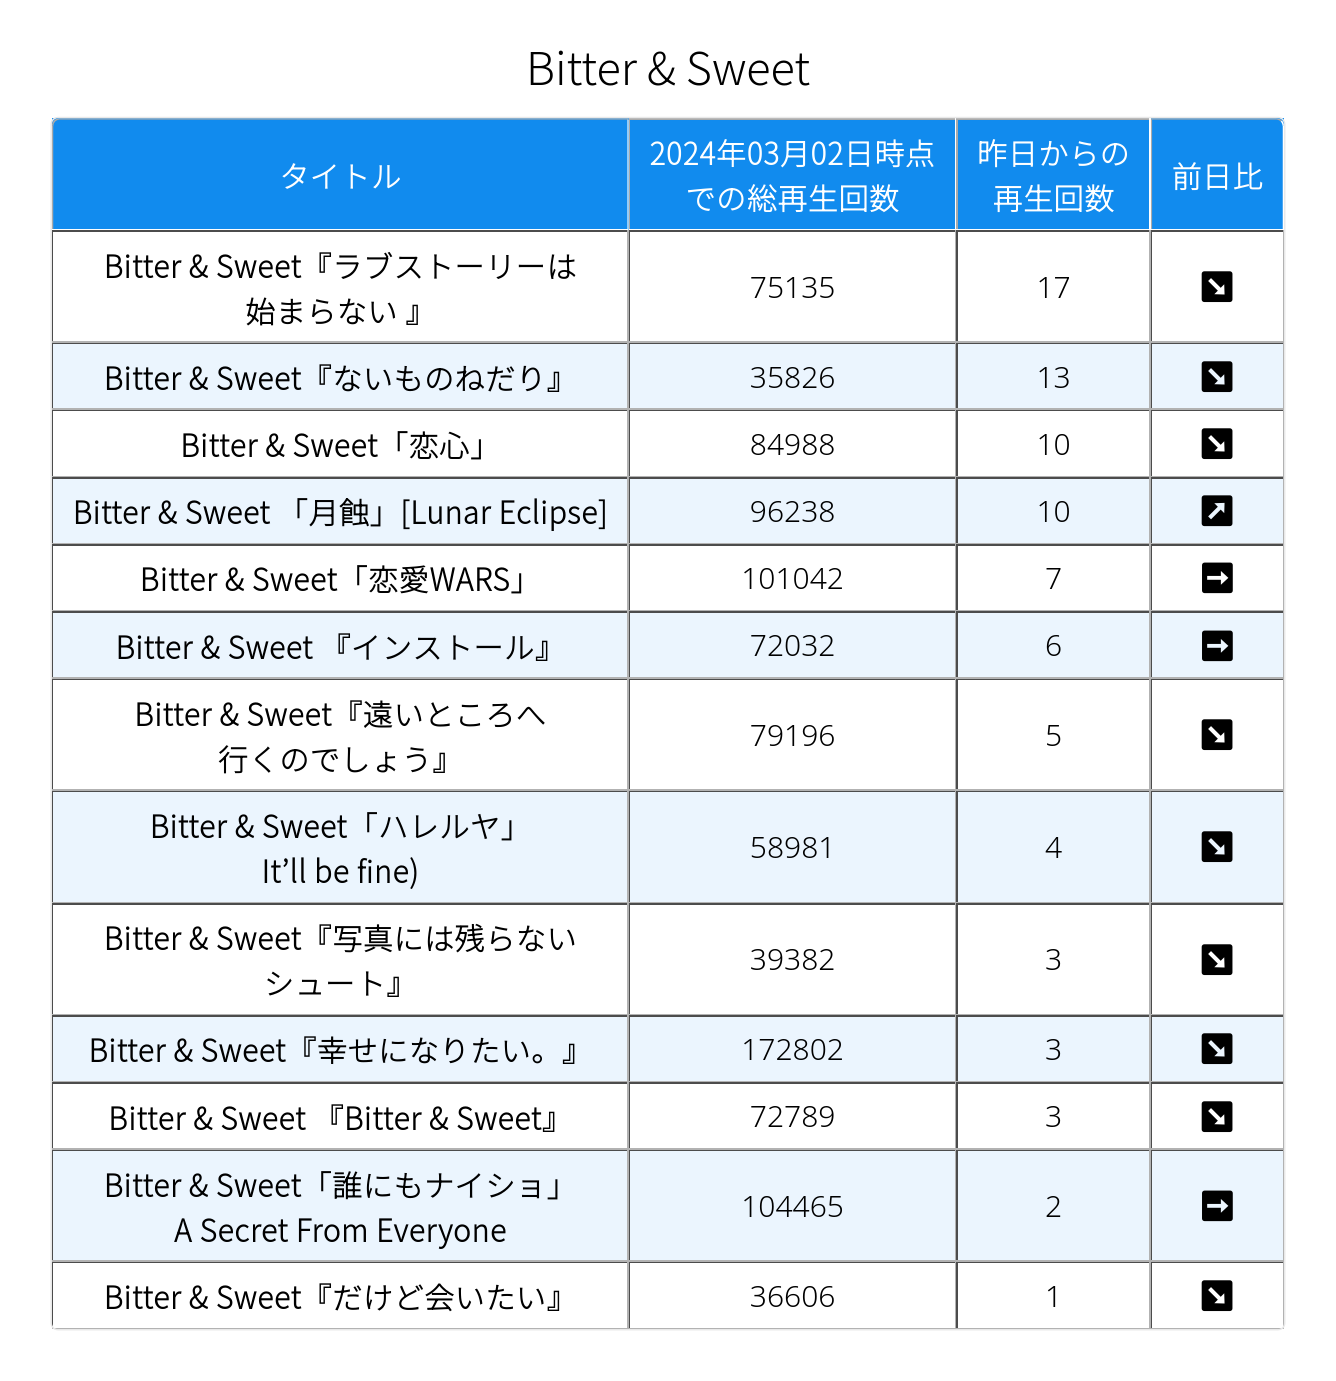 Bitter & Sweet
タイトル
2024年03月02日時点
での総再生回数
昨日からの
再生回数
前日比
Bitter & Sweet『ラブストーリーは
始まらない 』
75135
17
↘
Bitter & Sweet『ないものねだり』
35826
13
↘
Bitter & Sweet「恋心」
84988
10
↘
Bitter & Sweet 「月蝕」[Lunar Eclipse]
96238
10
↗
Bitter & Sweet「恋愛WARS」
101042
7
→
Bitter & Sweet 『インストール』
72032
6
→
Bitter & Sweet『遠いところへ
行くのでしょう』
79196
5
↘
Bitter & Sweet「ハレルヤ」
It’ll be fine)
58981
4
↘
Bitter & Sweet『写真には残らない
シュート』
39382
3
↘
Bitter & Sweet『幸せになりたい。』
172802
3
↘
Bitter & Sweet 『Bitter & Sweet』
72789
3
↘
Bitter & Sweet「誰にもナイショ」
A Secret From Everyone
104465
2
→
Bitter & Sweet『だけど会いたい』
36606
1
↘